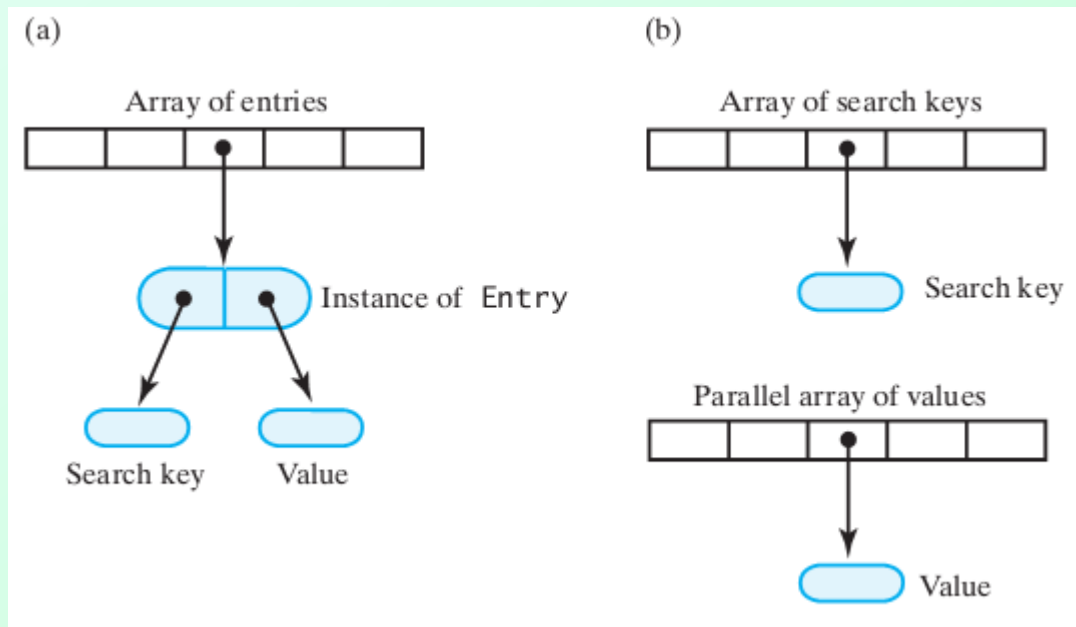 (a)
Array of entries
Instance of Entry
Search key
Value
(b)
Array of search keys
Search key
Parallel array of values
Value